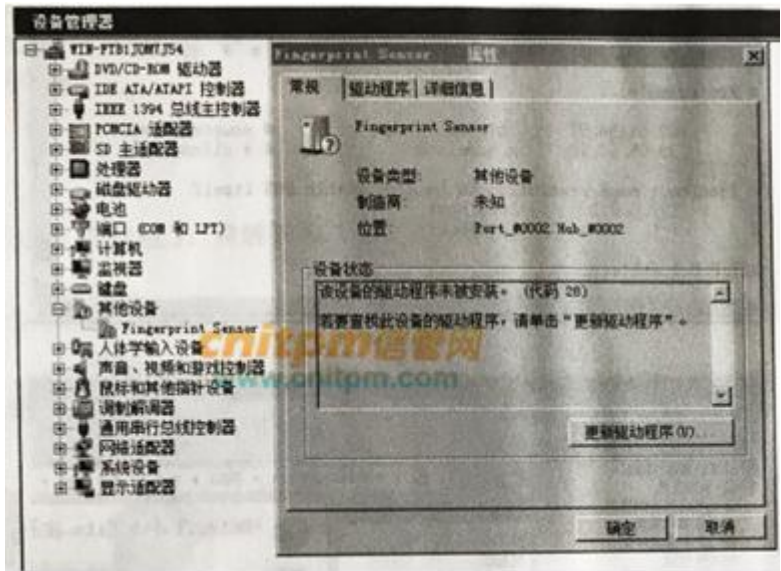 设备管理器
WIN-PTB1JONTJ54
DVD/CD-ROM 驱动器
IDE ATA/ATAPI 控制器
IEEE 1394 总线主控制器
PCMCIA 适配器
SD 主适配器
处理器
磁盘驱动器
电池
端口 (COM 和 LPT)
计算机
监视器
键盘
其他设备
Fingerprint Sensor
人体学输入设备
声音、视频和游戏控制器
鼠标和其他指针设备
调制解调器
通用串行总线控制器
网络适配器
系统设备
显示适配器
Fingerprint Sensor 属性
常规
驱动程序
详细信息
Fingerprint Sensor
设备类型: 其他设备
制造商: 未知
位置: Port_#0002.Hub_#0002
设备状态
该设备的驱动程序未被安装。 (代码 28)
若要查找此设备的驱动程序，请单击“更新驱动程序”。
更新驱动程序(U)...
确定
取消
cnitpm信管网
www.cnitpm.com